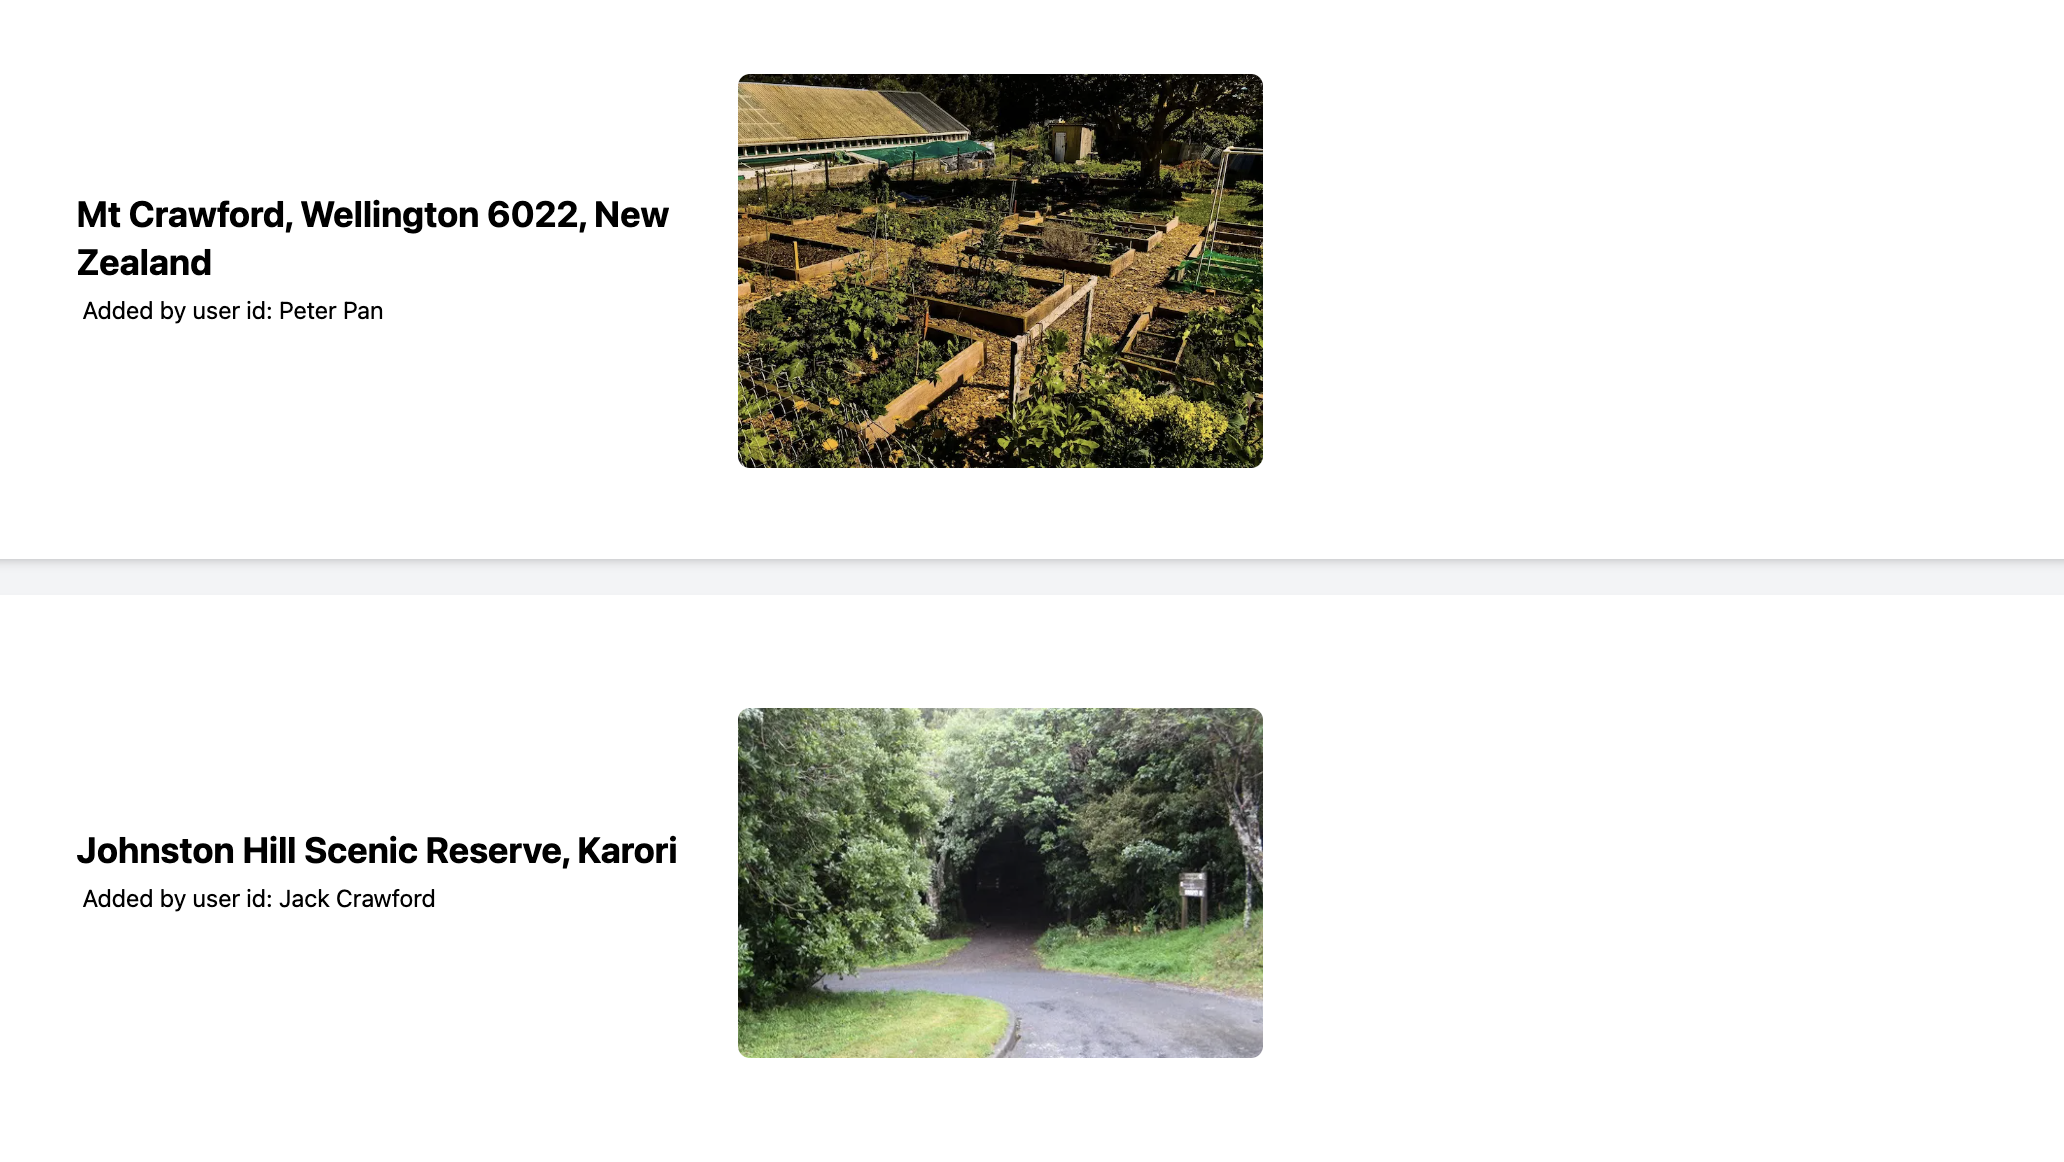 Mt Crawford, Wellington 6022, New
Zealand
Added by user id: Peter Pan
Johnston Hill Scenic Reserve, Karori
Added by user id: Jack Crawford